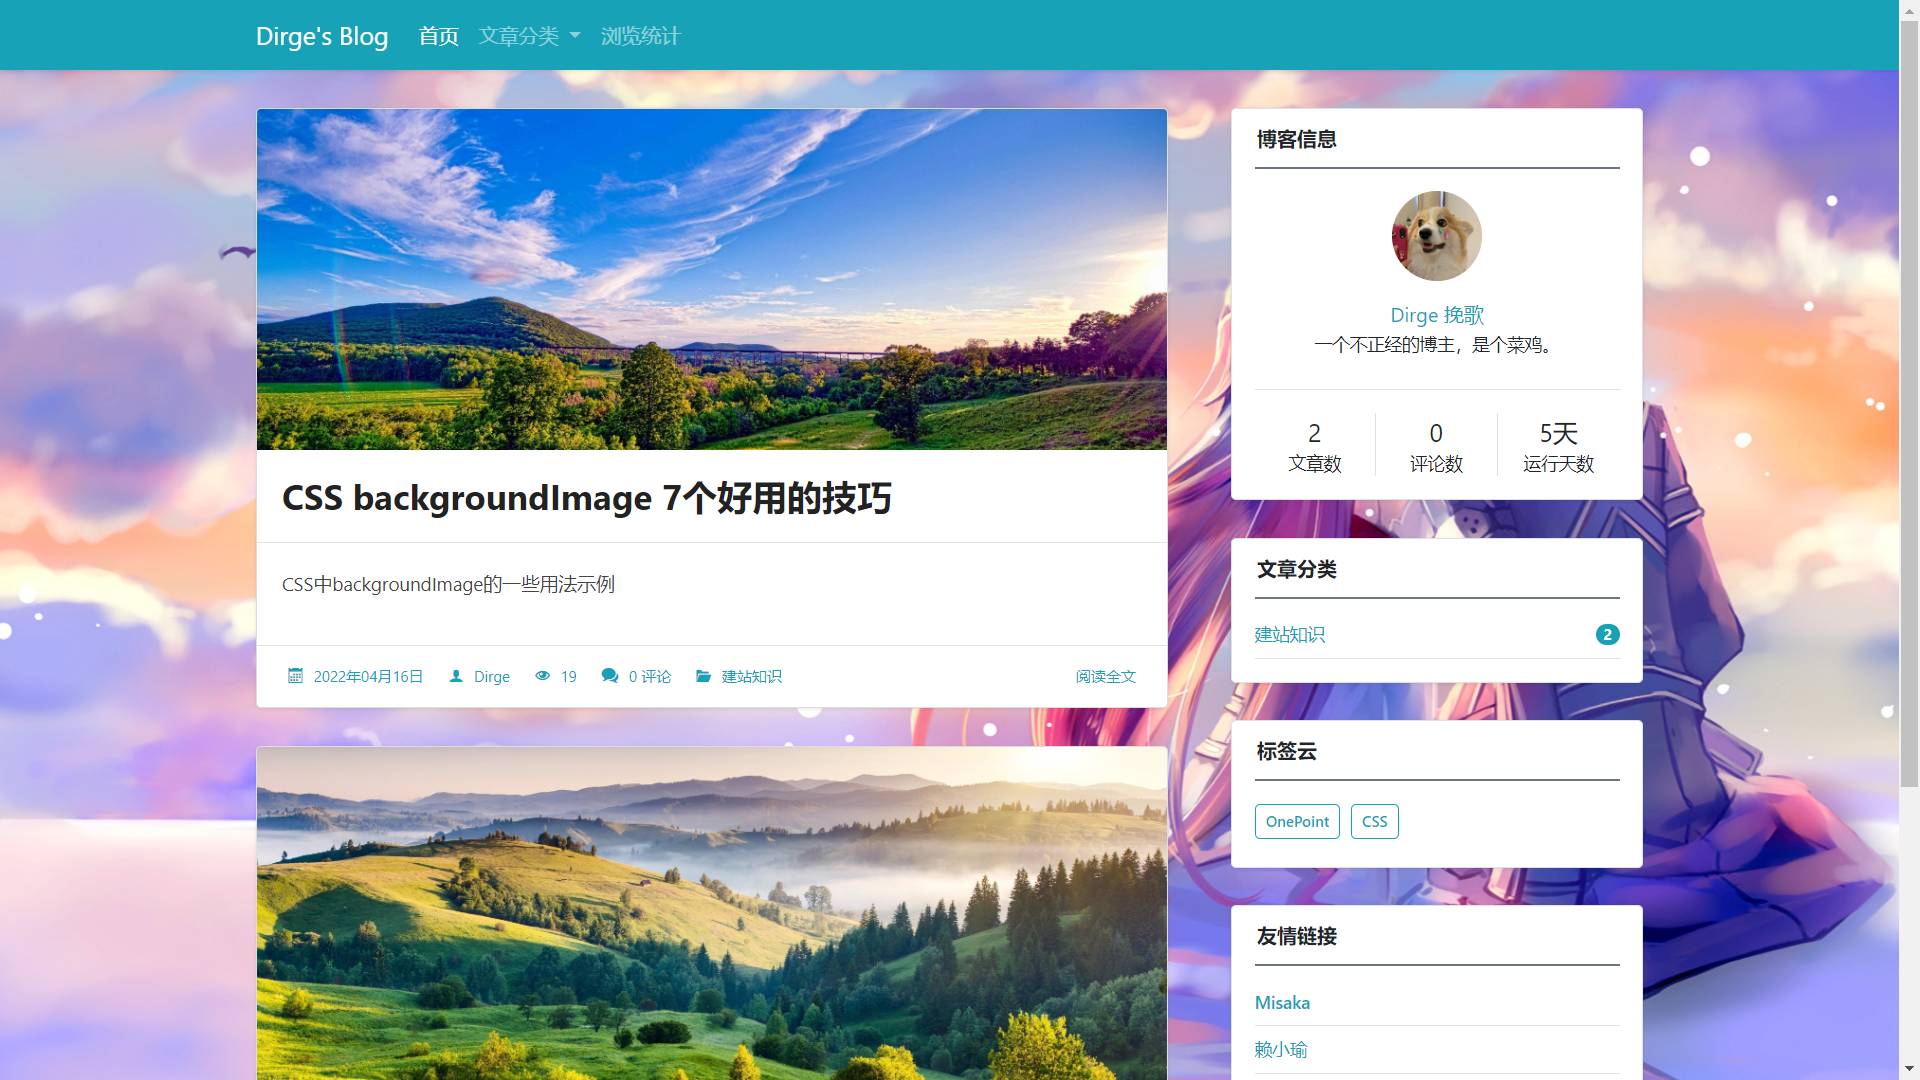 Dirge's Blog 首页 文章分类 浏览统计
CSS backgroundImage 7个好用的技巧
CSS中backgroundImage的一些用法示例
2022年04月16日 Dirge 19 0 评论 建站知识 阅读全文
博客信息
Dirge 挽歌
一个不正经的博主，是个菜鸡。
2 0 5天
文章数 评论数 运行天数
文章分类
建站知识 2
标签云
OnePoint CSS
友情链接
Misaka
赖小瑜